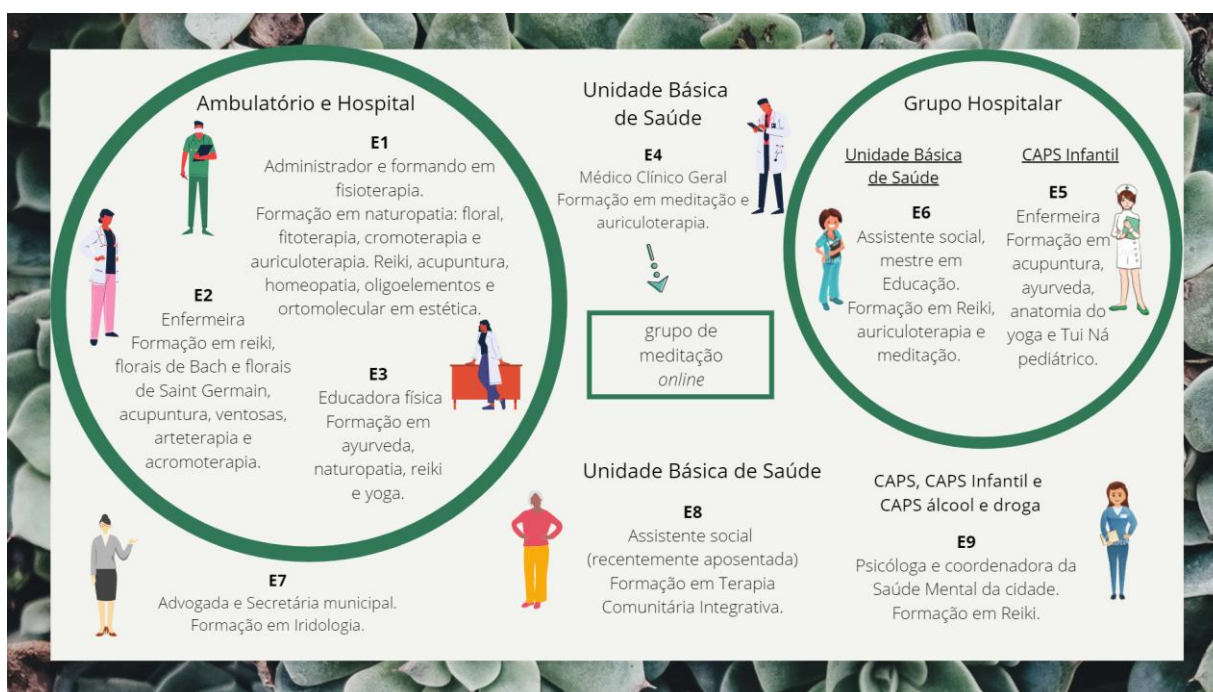 Ambulatório e Hospital
E1
Administrador e formando em
fisioterapia.
Formação em naturopatia: floral,
fitoterapia, cromoterapia e
auriculoterapia. Reiki, acupuntura,
homeopatia, oligoelementos e
ortomolecular em estética.
E2
Enfermeira
Formação em reiki,
florais de Bach e florais
de Saint Germain,
acupuntura, ventosas,
arteterapia e
acromoterapia.
E3
Educadora física
Formação em
ayurveda,
naturopatia, reiki
e yoga.
Unidade Básica
de Saúde
E4
Médico Clínico Geral
Formação em meditação e
auriculoterapia.
grupo de
meditação
online
Grupo Hospitalar
Unidade Básica
de Saúde
E6
Assistente social,
mestre em
Educação.
Formação em Reiki,
auriculoterapia e
meditação.
CAPS Infantil
E5
Enfermeira
Formação em
acupuntura,
ayurveda,
anatomia do
yoga e Tui Ná
pediátrico.
E7
Advogada e Secretária municipal.
Formação em Iridologia.
Unidade Básica de Saúde
E8
Assistente social
(recentemente aposentada)
Formação em Terapia
Comunitária Integrativa.
CAPS, CAPS Infantil e
CAPS álcool e droga
E9
Psicóloga e coordenadora da
Saúde Mental da cidade.
Formação em Reiki.